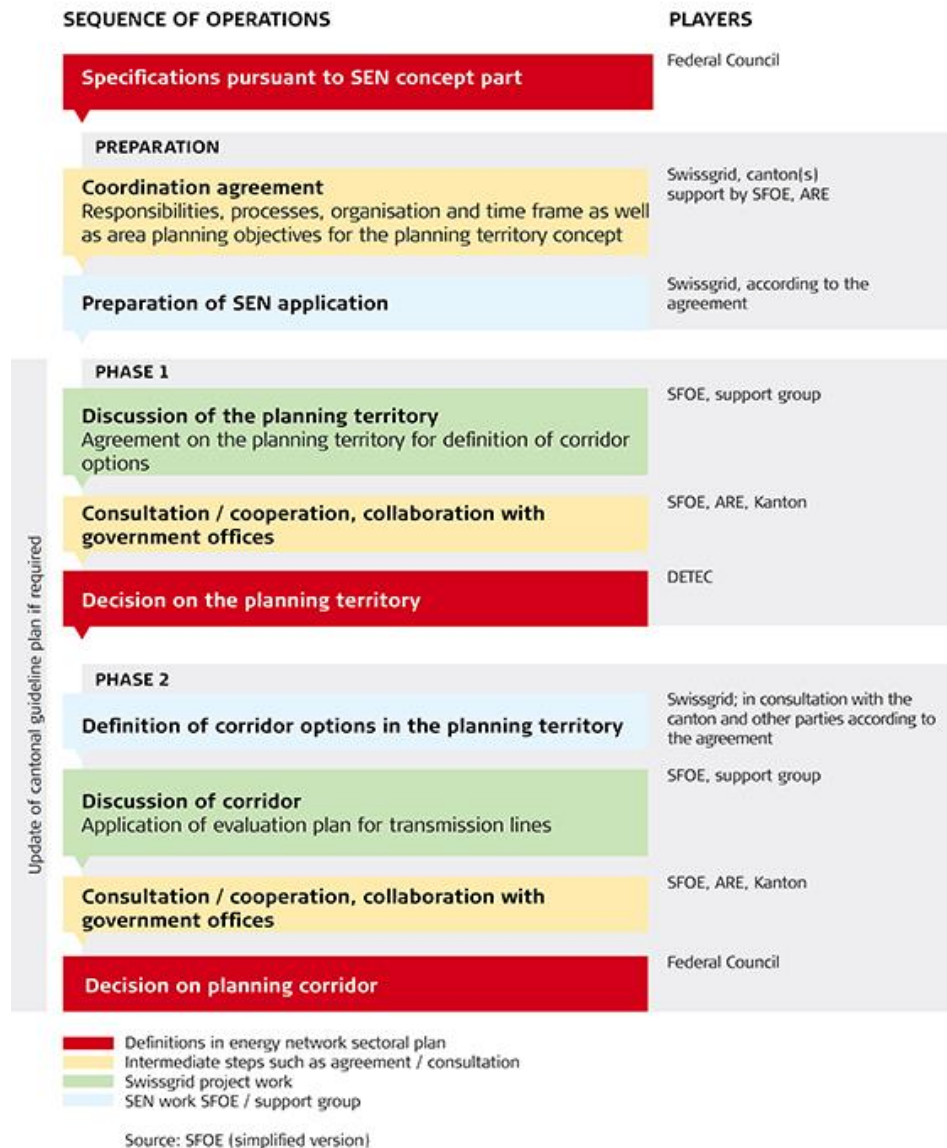 SEQUENCE OF OPERATIONS
PLAYERS
Specifications pursuant to SEN concept part
Federal Council
PREPARATION
Coordination agreement
Responsibilities, processes, organisation and time frame as well
as area planning objectives for the planning territory concept
Swissgrid, canton(s)
support by SFOE, ARE
Preparation of SEN application
Swissgrid, according to the
agreement
Update of cantonal guideline plan if required
PHASE 1
Discussion of the planning territory
Agreement on the planning territory for definition of corridor
options
SFOE, support group
Consultation / cooperation, collaboration with
government offices
SFOE, ARE, Kanton
Decision on the planning territory
DETEC
PHASE 2
Definition of corridor options in the planning territory
Swissgrid; in consultation with the
canton and other parties according to
the agreement
Discussion of corridor
Application of evaluation plan for transmission lines
SFOE, support group
Consultation / cooperation, collaboration with
government offices
SFOE, ARE, Kanton
Decision on planning corridor
Federal Council
Definitions in energy network sectoral plan
Intermediate steps such as agreement / consultation
Swissgrid project work
SEN work SFOE / support group
Source: SFOE (simplified version)